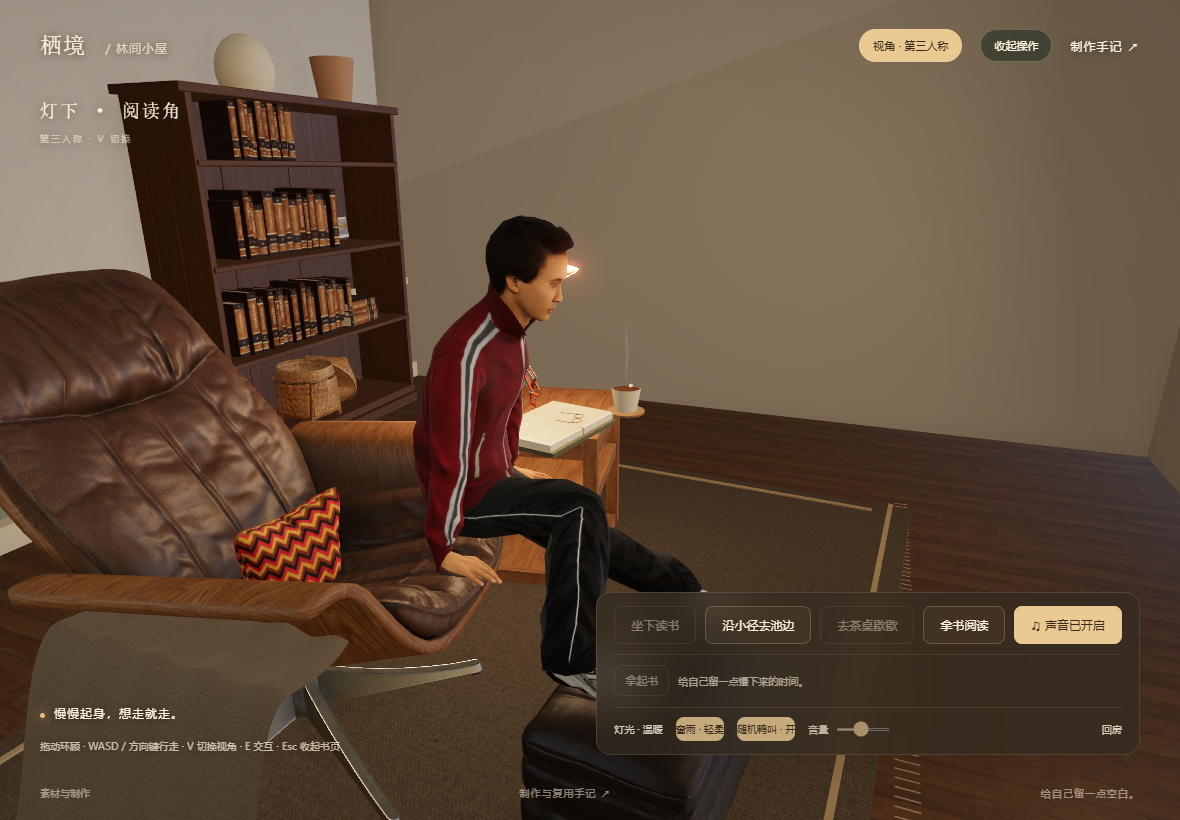 栖境 / 林间小屋
视角 · 第三人称
收起操作
制作手记 ↗
灯下 • 阅读角
第三人称 · V 切换
坐下读书
沿小径去池边
去茶桌歇歇
拿书阅读
♫ 声音已开启
拿起书
给自己留一点慢下来的时间。
慢慢起身，想走就走。
灯光 · 温暖
窗雨 · 轻柔
随机鸭叫 · 开
音量
回房
拖动环顾 · WASD / 方向键行走 · V 切换视角 · E 交互 · Esc 收起书页
素材与制作
制作与复用手记 ↗
给自己留一点空白。